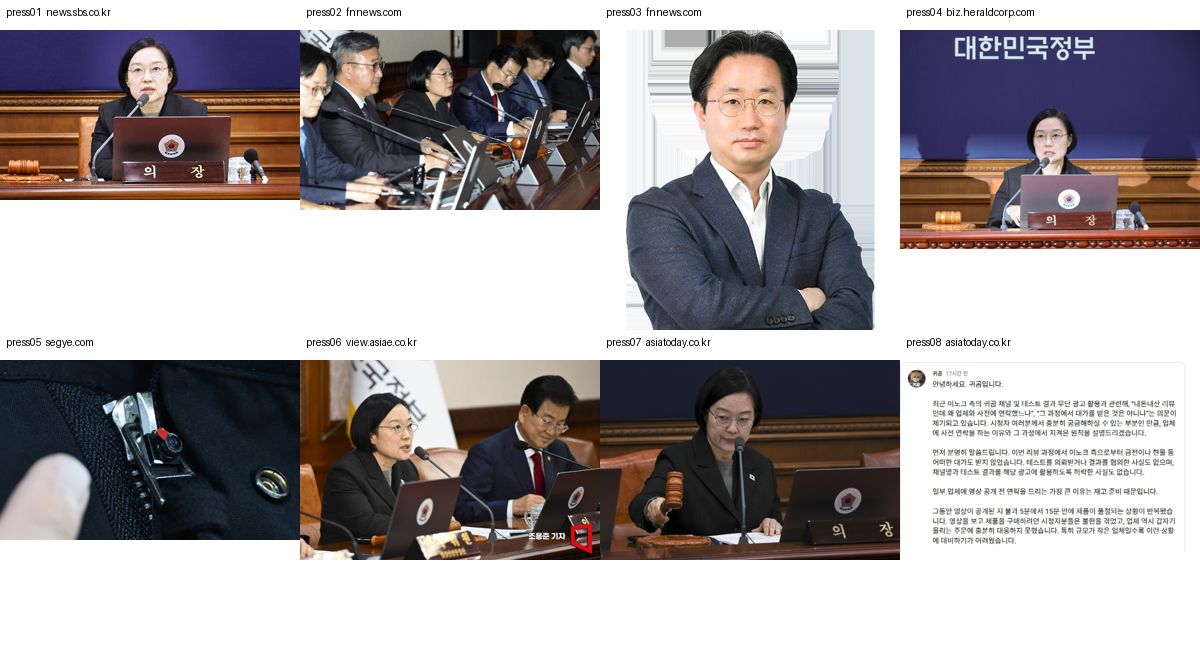 press01 news.sbs.co.kr
press02 fnnews.com
press03 fnnews.com
press04 biz.heraldcorp.com
의 장
대한민국정부
의 장
press05 segye.com
press06 view.asiae.co.kr
press07 asiatoday.co.kr
press08 asiatoday.co.kr
조용준 기자
의 장
귀곰 17시간 전
안녕하세요. 귀곰입니다.
최근 이노크 측의 귀곰 채널 및 테스트 결과 무단 광고 활용과 관련해, "내돈내산 리뷰
인데 왜 업체와 사전에 연락했느냐", "그 과정에서 대가를 받은 것은 아니냐"는 의문이
제기되고 있습니다. 시청자 여러분께서 충분히 궁금해하실 수 있는 부분인 만큼, 업체
에 사전 연락을 하는 이유와 그 과정에서 지켜온 원칙을 설명드리겠습니다.
먼저 분명히 말씀드립니다. 이번 리뷰 과정에서 이노크 측으로부터 금전이나 현물 등
어떠한 대가도 받지 않았습니다. 테스트를 의뢰받거나 결과를 협의한 사실도 없으며,
채널명과 테스트 결과를 해당 광고에 활용하도록 허락한 사실도 없습니다.
일부 업체에 영상 공개 전 연락을 드리는 가장 큰 이유는 재고 준비 때문입니다.
그동안 영상이 공개된 지 불과 5분에서 15분 만에 제품이 품절되는 상황이 반복됐습
니다. 영상을 보고 제품을 구매하려던 시청자분들은 불편을 겪었고, 업체 역시 갑자기
몰리는 주문에 충분히 대응하지 못했습니다. 특히 규모가 작은 업체일수록 이런 상황
에 대비하기가 어려웠습니다.